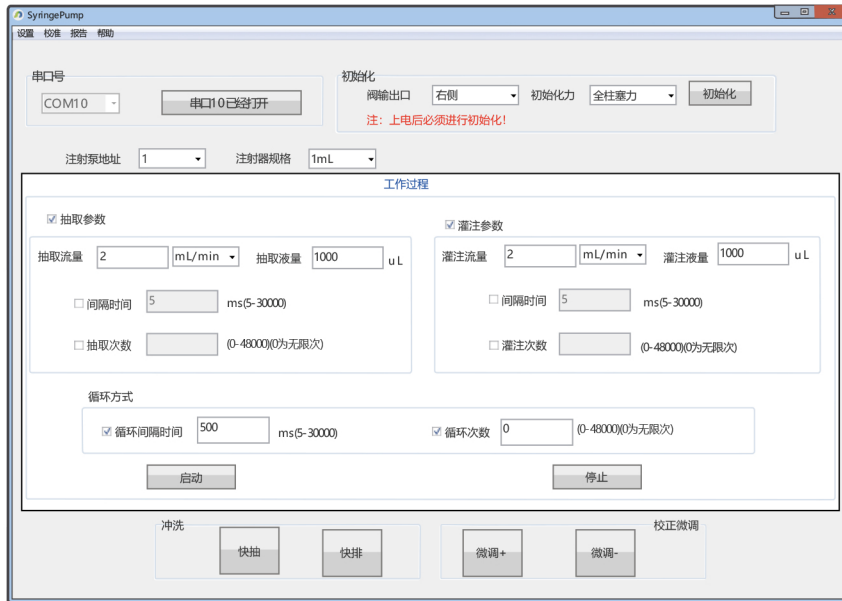 SyringePump
设置 校准 报告 帮助
串口号
COM10
串口10已经打开
初始化
阀输出口 右侧 初始化力 全柱塞力 初始化
注：上电后必须进行初始化！
注射泵地址 1 注射器规格 1mL
工作过程
抽取参数
抽取流量 2 mL/min 抽取液量 1000 uL
间隔时间 5 ms(5-30000)
抽取次数 (0-48000)(0为无限次)
灌注参数
灌注流量 2 mL/min 灌注液量 1000 uL
间隔时间 5 ms(5-30000)
灌注次数 (0-48000)(0为无限次)
循环方式
循环间隔时间 500 ms(5-30000) 循环次数 0 (0-48000)(0为无限次)
启动 停止
冲洗
快抽 快排
校正微调
微调+ 微调-